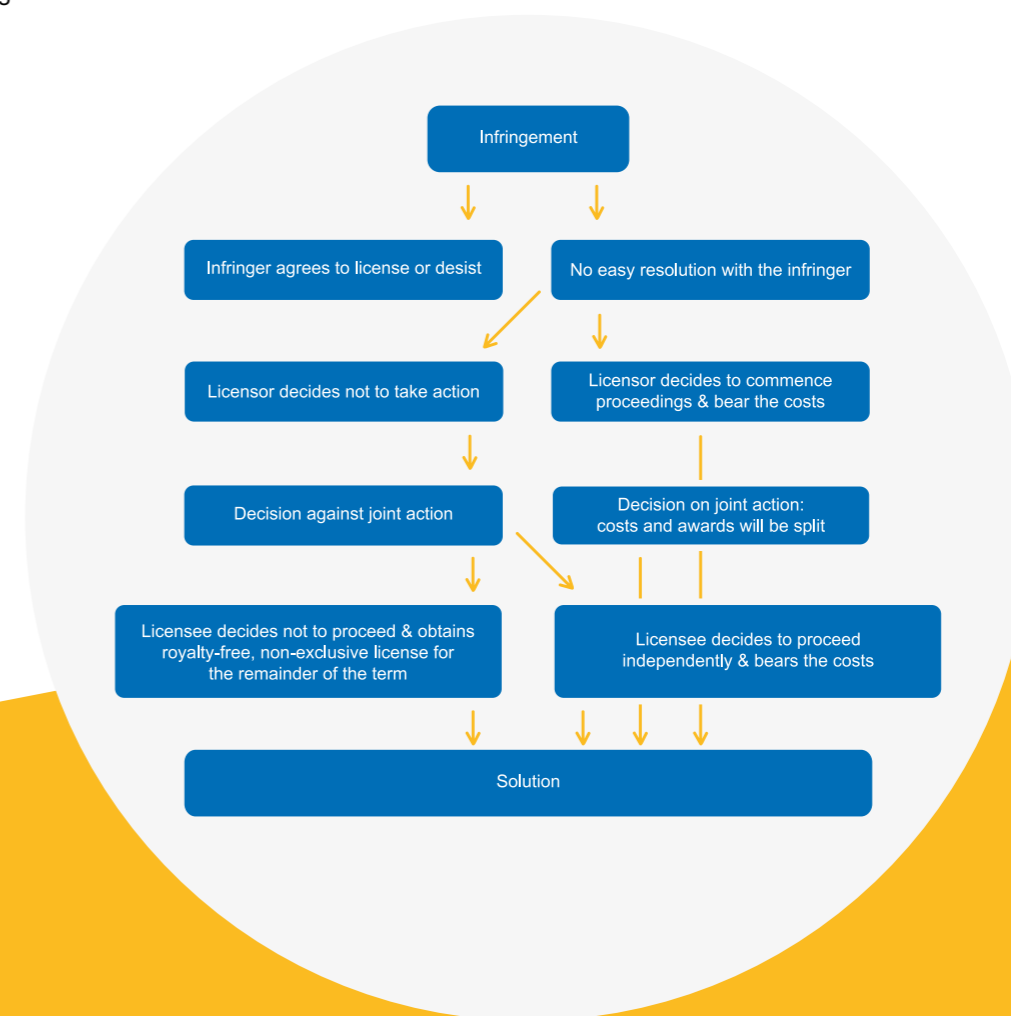 Infringement
Infringer agrees to license or desist
No easy resolution with the infringer
Licensor decides not to take action
Licensor decides to commence
proceedings & bear the costs
Decision against joint action
Decision on joint action:
costs and awards will be split
Licensee decides not to proceed & obtains
royalty-free, non-exclusive license for
the remainder of the term
Licensee decides to proceed
independently & bears the costs
Solution